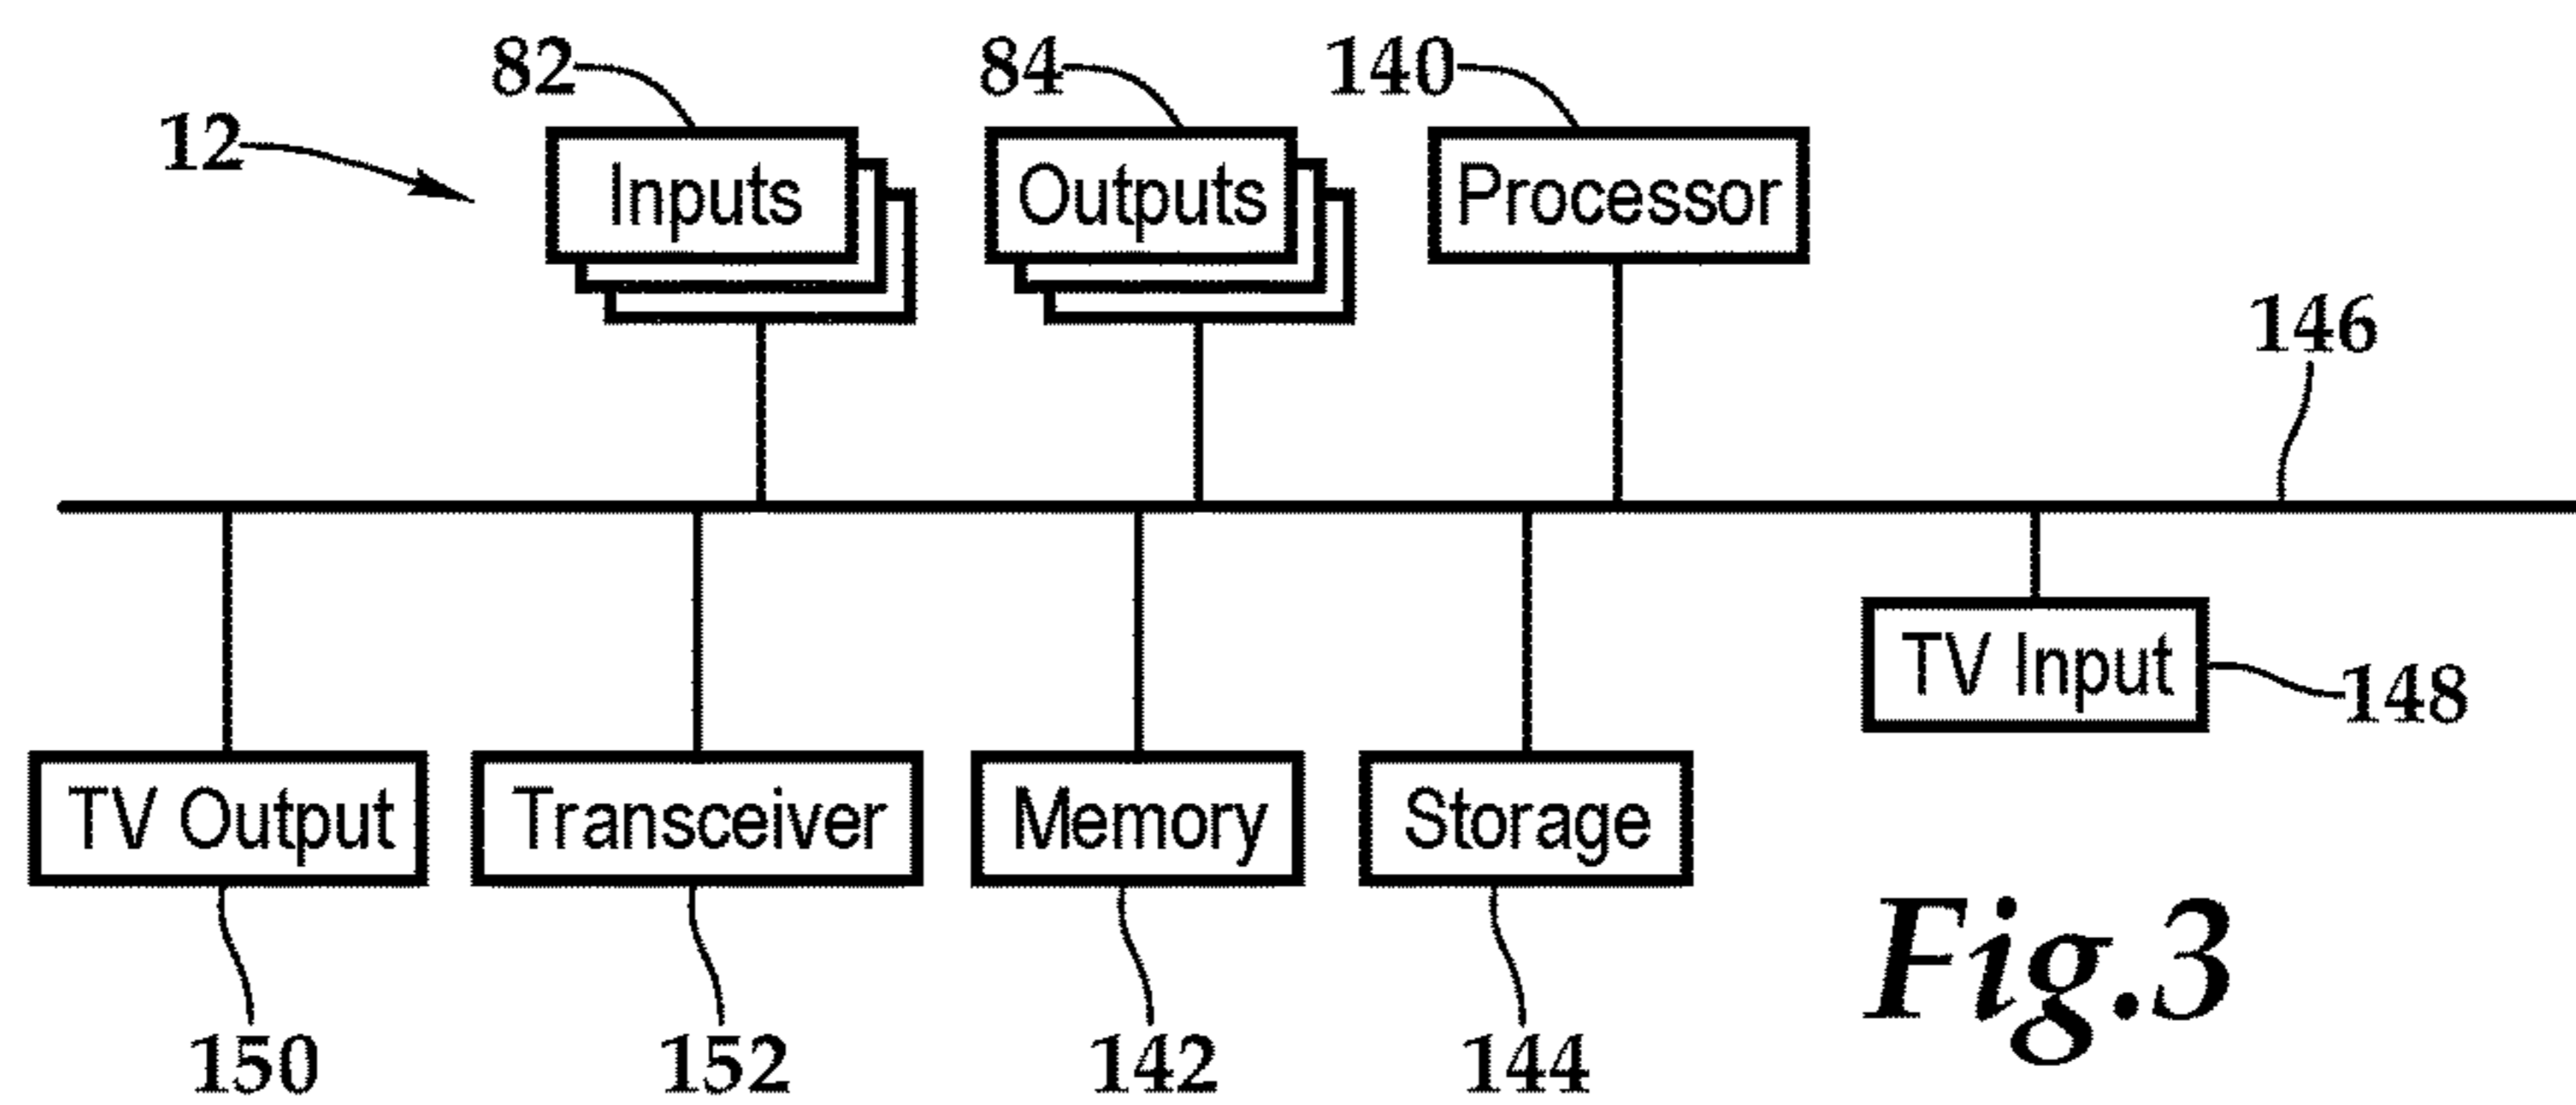 82 84 140
12
Inputs Outputs Processor
146
TV Input 148
TV Output Transceiver Memory Storage
Fig.3
150 152 142 144